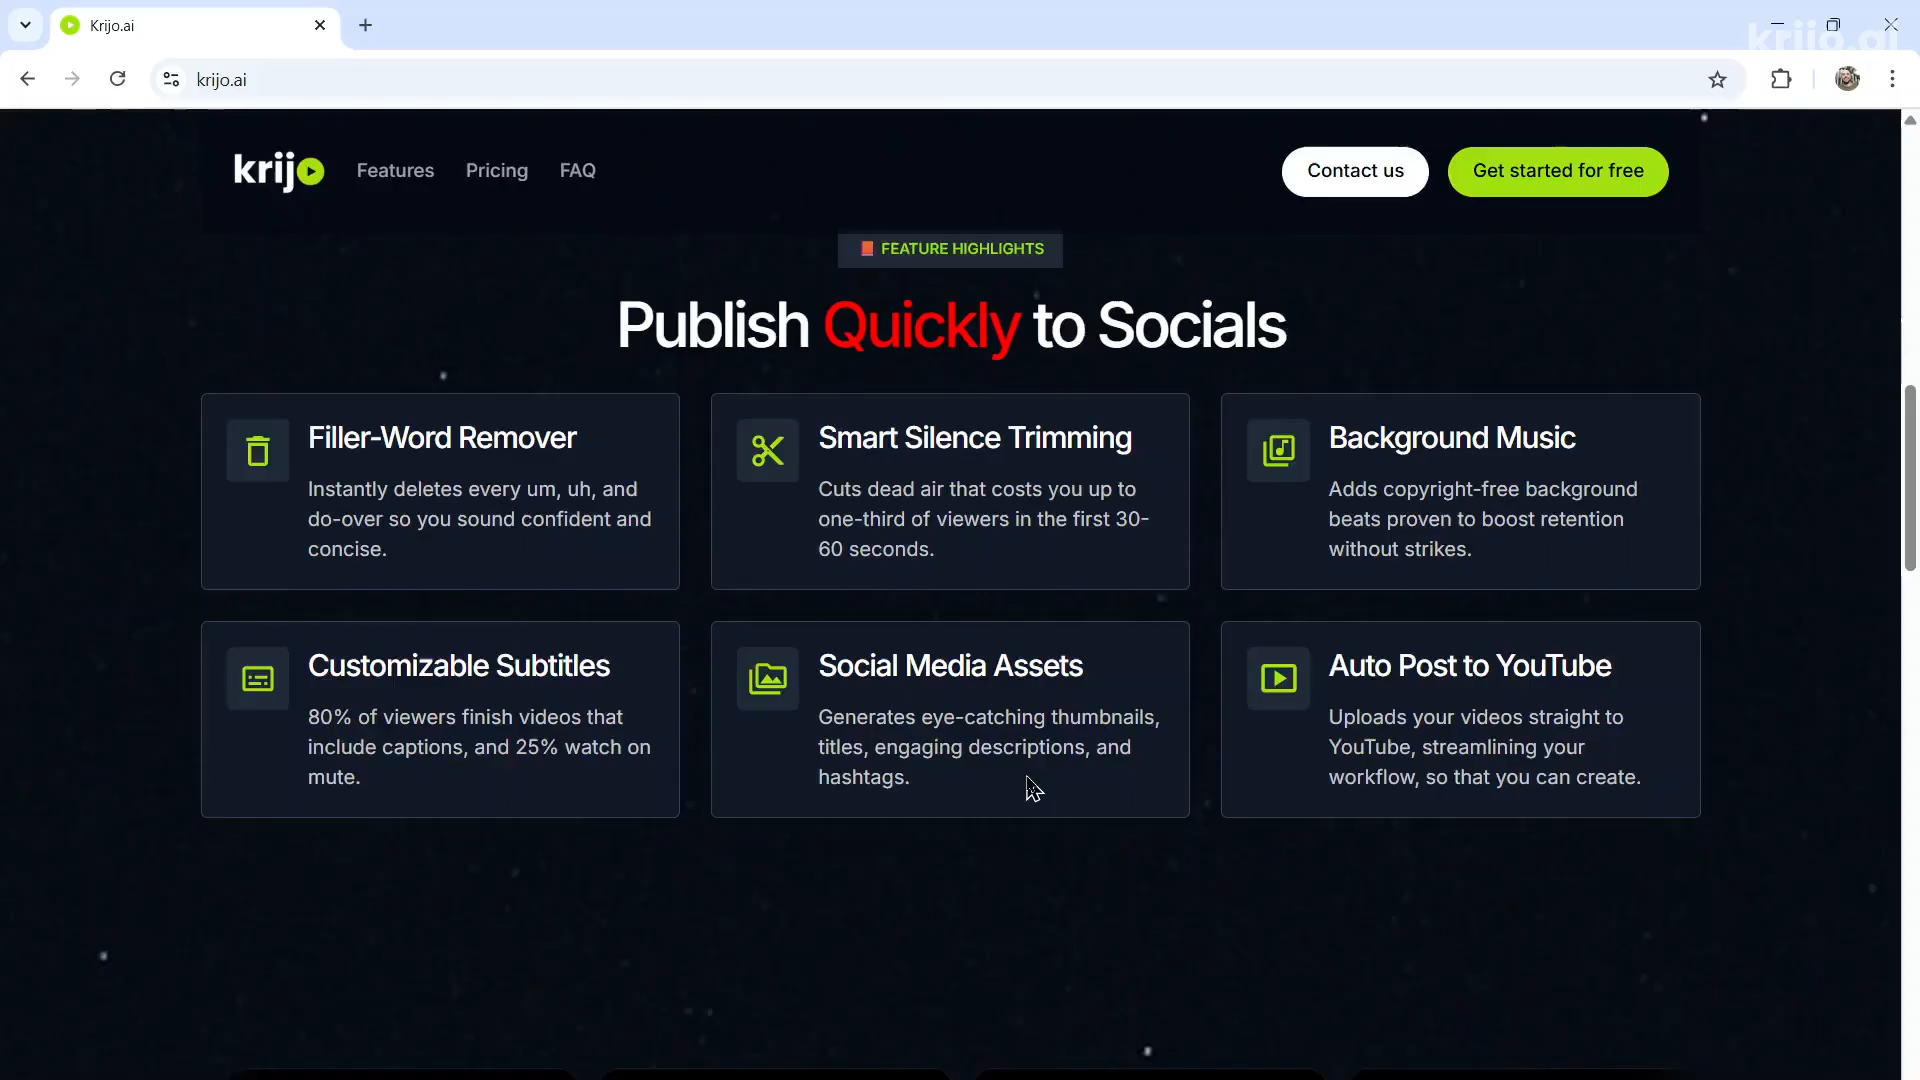 Krijo.ai
krijo.ai
krijo.ai
krijo
Features
Pricing
FAQ
Contact us
Get started for free
FEATURE HIGHLIGHTS
Publish Quickly to Socials
Filler-Word Remover
Instantly deletes every um, uh, and
do-over so you sound confident and
concise.
Smart Silence Trimming
Cuts dead air that costs you up to
one-third of viewers in the first 30-
60 seconds.
Background Music
Adds copyright-free background
beats proven to boost retention
without strikes.
Customizable Subtitles
80% of viewers finish videos that
include captions, and 25% watch on
mute.
Social Media Assets
Generates eye-catching thumbnails,
titles, engaging descriptions, and
hashtags.
Auto Post to YouTube
Uploads your videos straight to
YouTube, streamlining your
workflow, so that you can create.